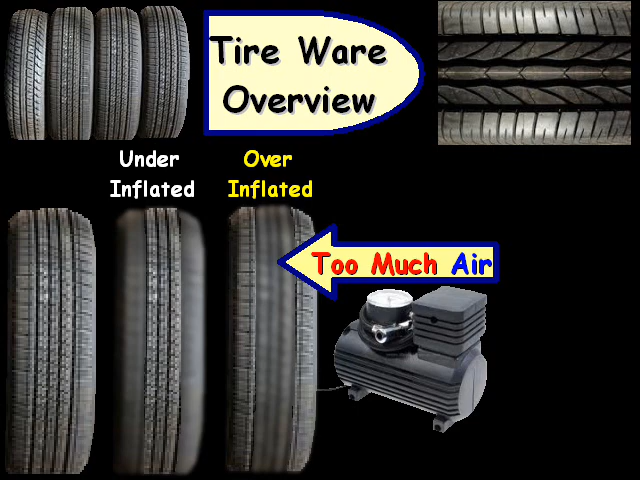 Tire Ware
Overview
Under
Inflated
Over
Inflated
Too Much Air